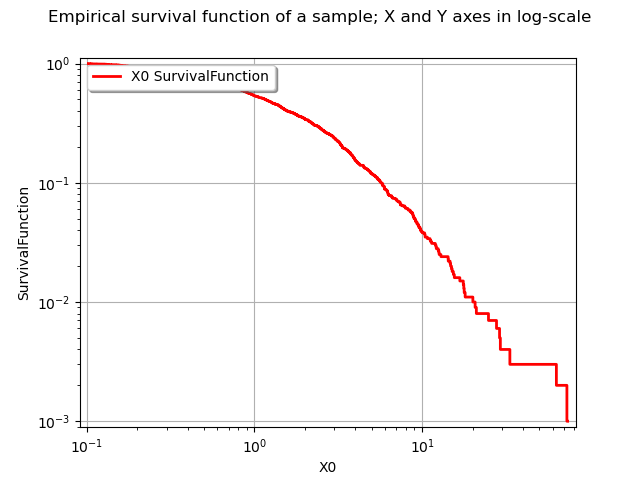 Empirical survival function of a sample; X and Y axes in log-scale
X0 SurvivalFunction
SurvivalFunction
10⁰
10⁻¹
10⁻²
10⁻³
10⁻¹
10⁰
10¹
X0